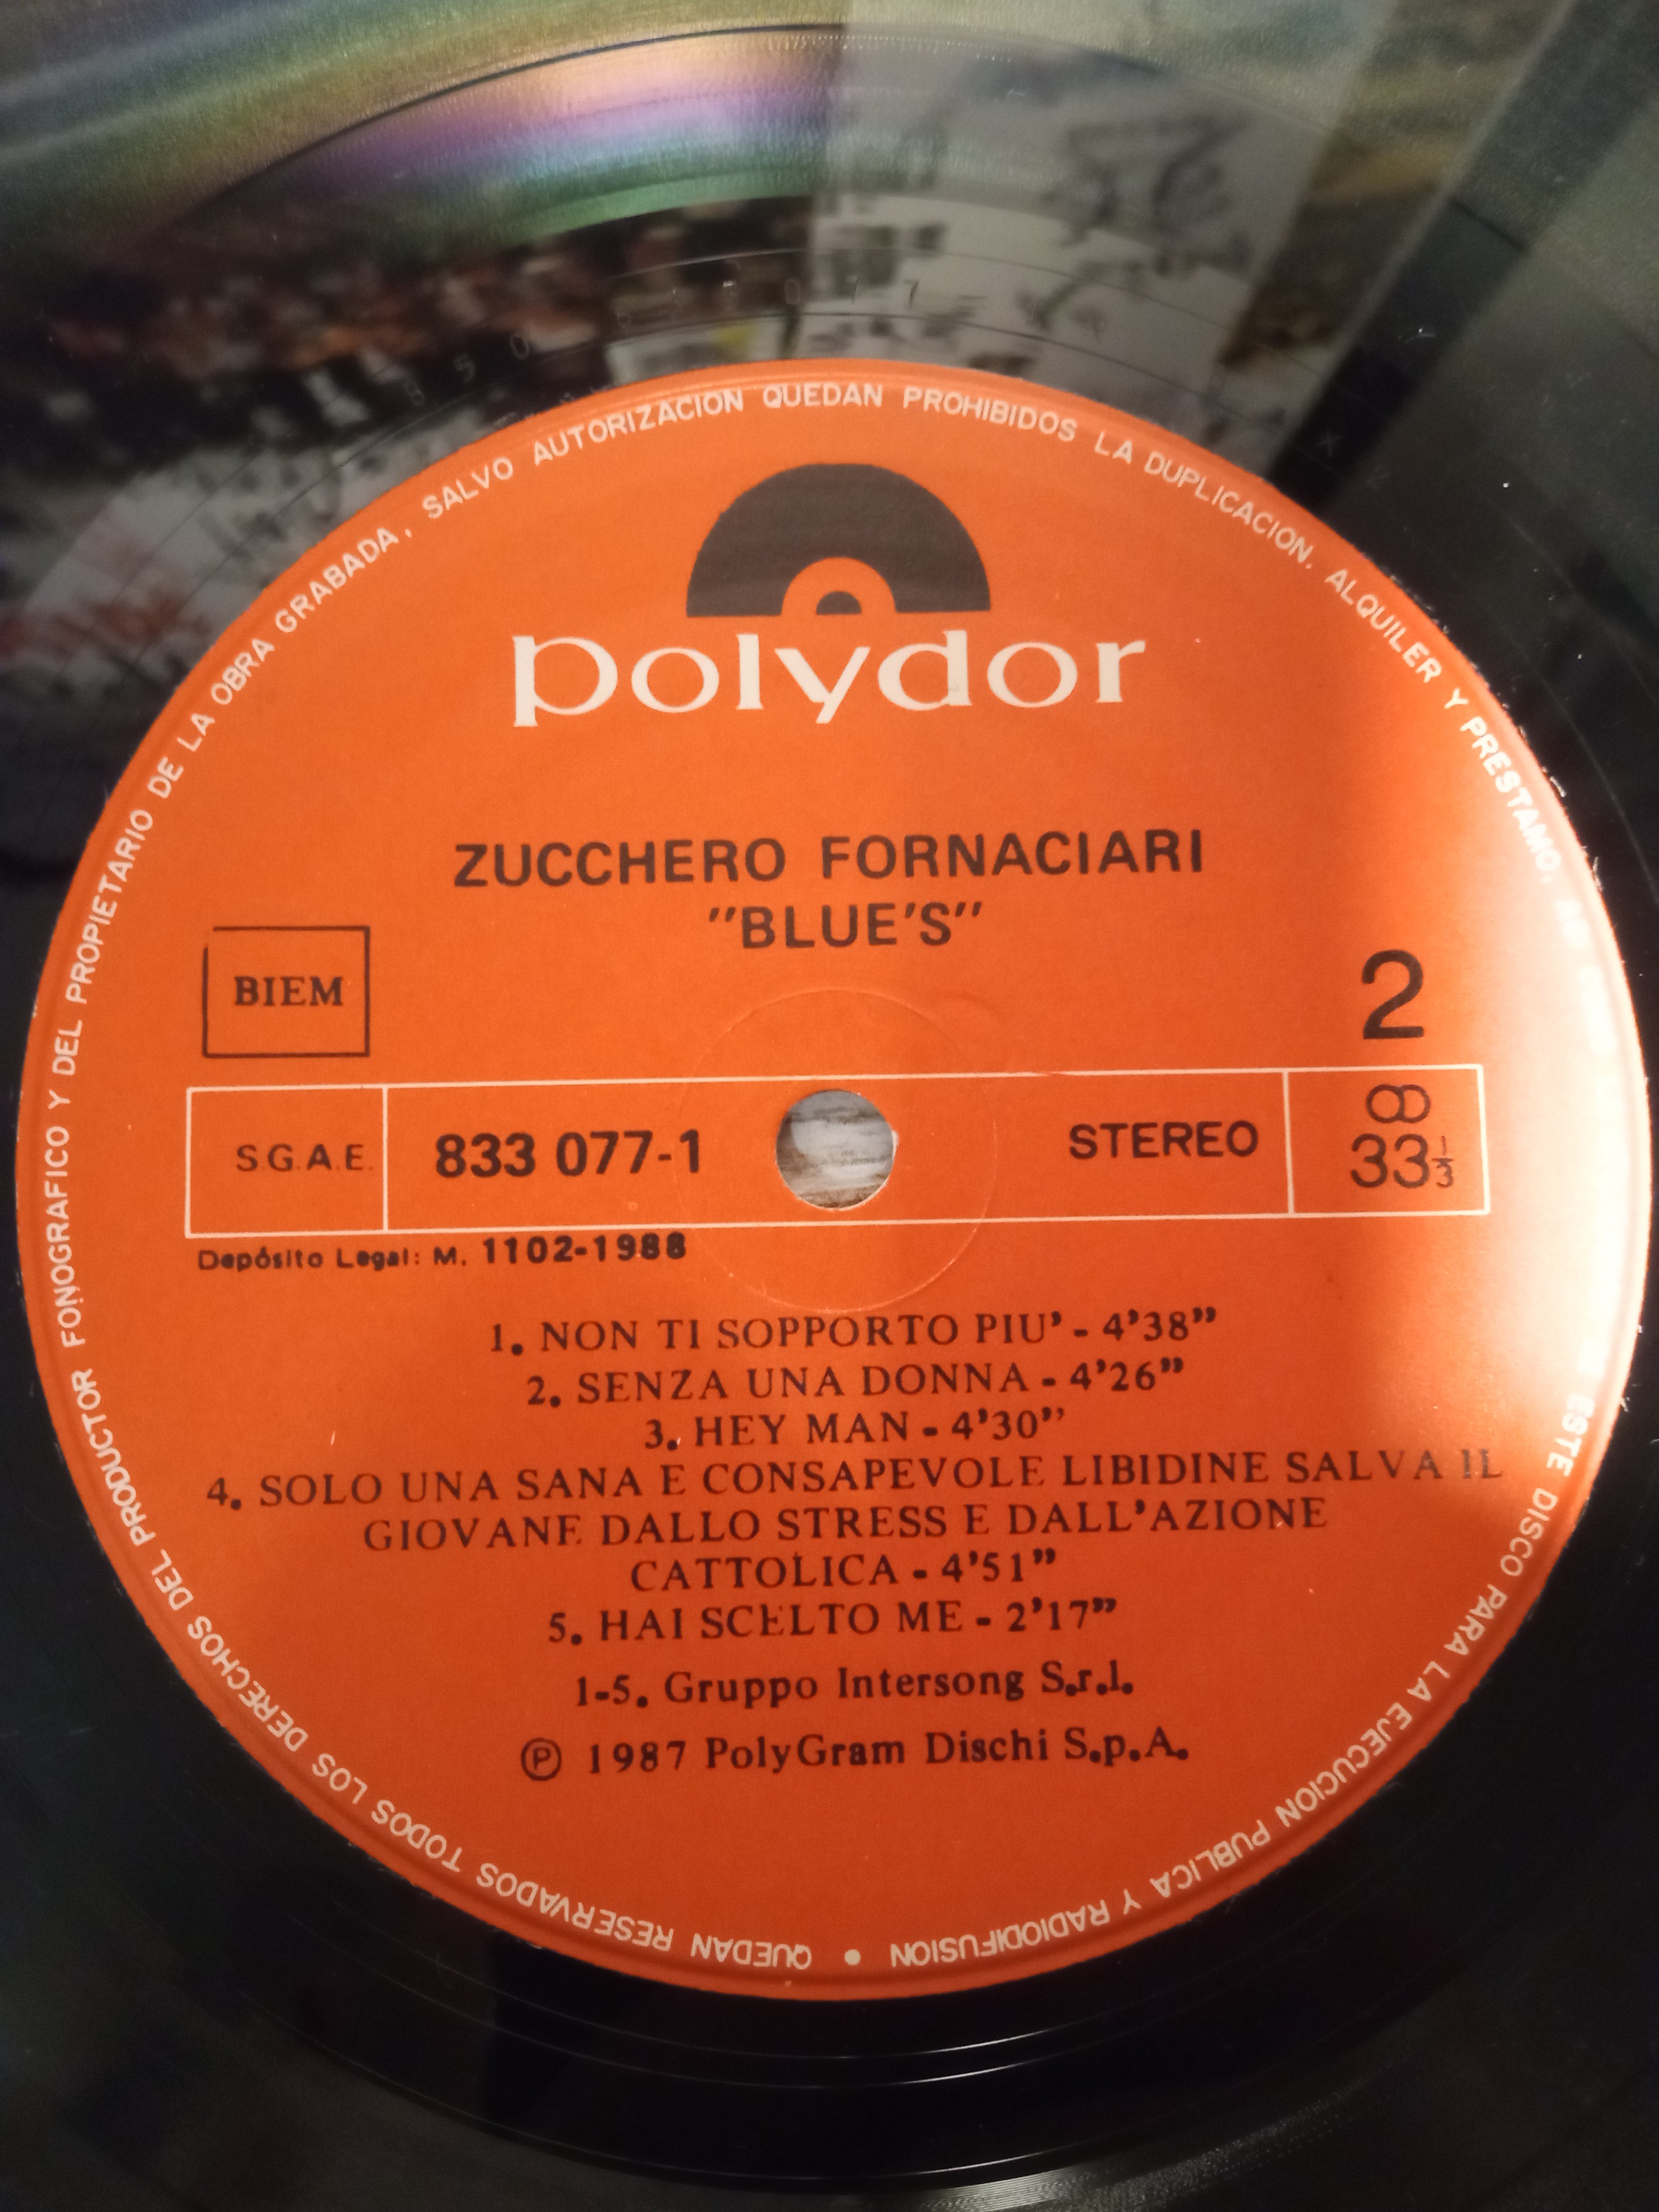 QUEDAN RESERVADOS TODOS LOS DERECHOS DEL PRODUCTOR FONOGRAFICO Y DEL PROPIETARIO DE LA OBRA GRABADA. SALVO AUTORIZACION QUEDAN PROHIBIDOS LA DUPLICACION, ALQUILER Y PRESTAMO, ESTE DISCO PARA LA EJECUCION PUBLICA Y RADIODIFUSION •
polydor
ZUCCHERO FORNACIARI
"BLUE'S"
BIEM
2
S.G.A.E.
833 077-1
STEREO
33 1/3
Depósito Legal: M. 1102-1988
1. NON TI SOPPORTO PIU' - 4'38"
2. SENZA UNA DONNA - 4'26"
3. HEY MAN - 4'30"
4. SOLO UNA SANA E CONSAPEVOLE LIBIDINE SALVA IL
GIOVANE DALLO STRESS E DALL'AZIONE
CATTOLICA - 4'51"
5. HAI SCELTO ME - 2'17"
1-5. Gruppo Intersong S.r.l.
Ⓟ 1987 PolyGram Dischi S.p.A.